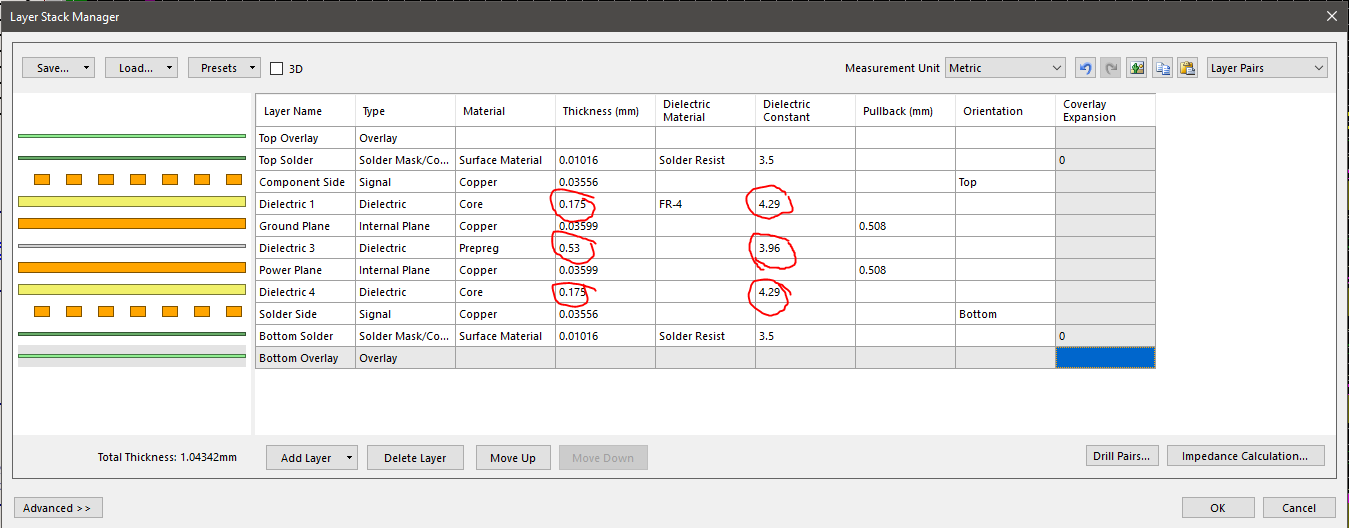 Layer Stack Manager
Save... Load... Presets 3D Measurement Unit Metric Layer Pairs
Layer Name Type Material Thickness (mm) Dielectric Material Dielectric Constant Pullback (mm) Orientation Coverlay Expansion
Top Overlay Overlay
Top Solder Solder Mask/Co... Surface Material 0.01016 Solder Resist 3.5 0
Component Side Signal Copper 0.03556 Top
Dielectric 1 Dielectric Core 0.175 FR-4 4.29
Ground Plane Internal Plane Copper 0.03599 0.508
Dielectric 3 Dielectric Prepreg 0.53 3.96
Power Plane Internal Plane Copper 0.03599 0.508
Dielectric 4 Dielectric Core 0.175 4.29
Solder Side Signal Copper 0.03556 Bottom
Bottom Solder Solder Mask/Co... Surface Material 0.01016 Solder Resist 3.5 0
Bottom Overlay Overlay
Total Thickness: 1.04342mm Add Layer Delete Layer Move Up Move Down Drill Pairs... Impedance Calculation...
Advanced >> OK Cancel